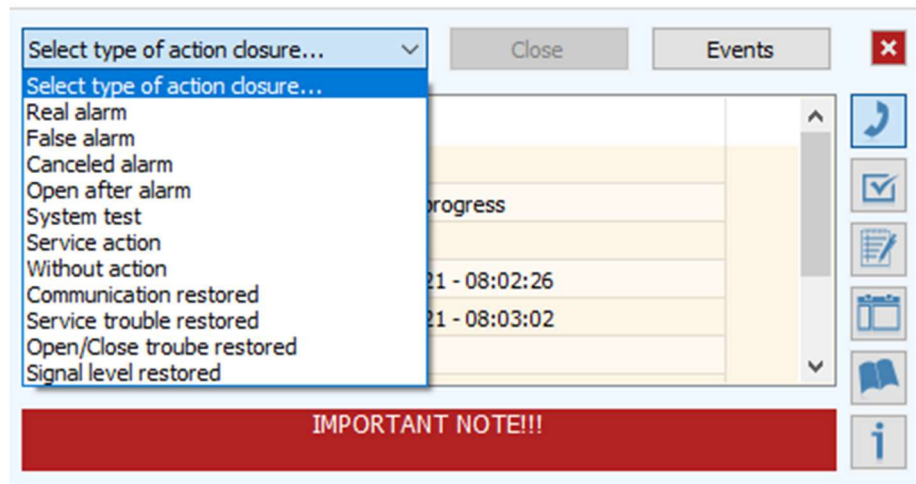 Select type of action closure...
Close
Events
Select type of action closure...
Real alarm
False alarm
Canceled alarm
Open after alarm
System test
Service action
Without action
Communication restored
Service trouble restored
Open/Close trouble restored
Signal level restored
progress
21 - 08:02:26
21 - 08:03:02
IMPORTANT NOTE!!!